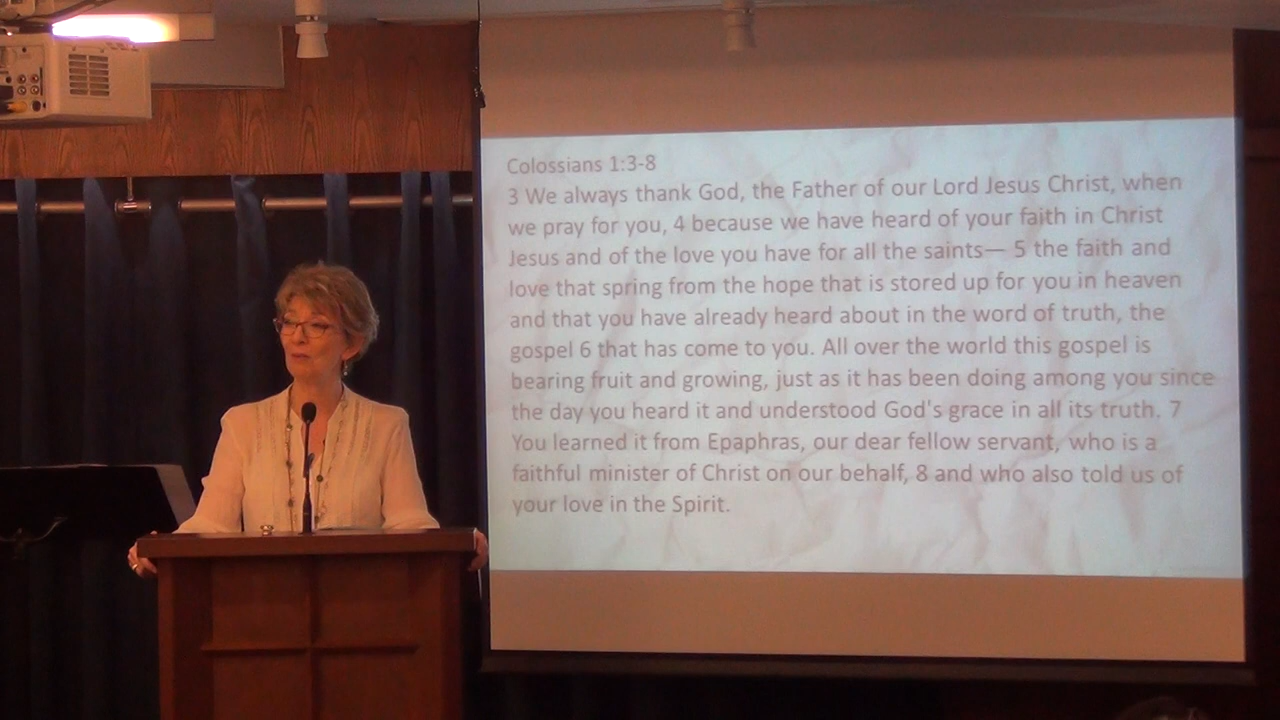 Colossians 1:3-8
3 We always thank God, the Father of our Lord Jesus Christ, when
we pray for you, 4 because we have heard of your faith in Christ
Jesus and of the love you have for all the saints— 5 the faith and
love that spring from the hope that is stored up for you in heaven
and that you have already heard about in the word of truth, the
gospel 6 that has come to you. All over the world this gospel is
bearing fruit and growing, just as it has been doing among you since
the day you heard it and understood God's grace in all its truth. 7
You learned it from Epaphras, our dear fellow servant, who is a
faithful minister of Christ on our behalf, 8 and who also told us of
your love in the Spirit.